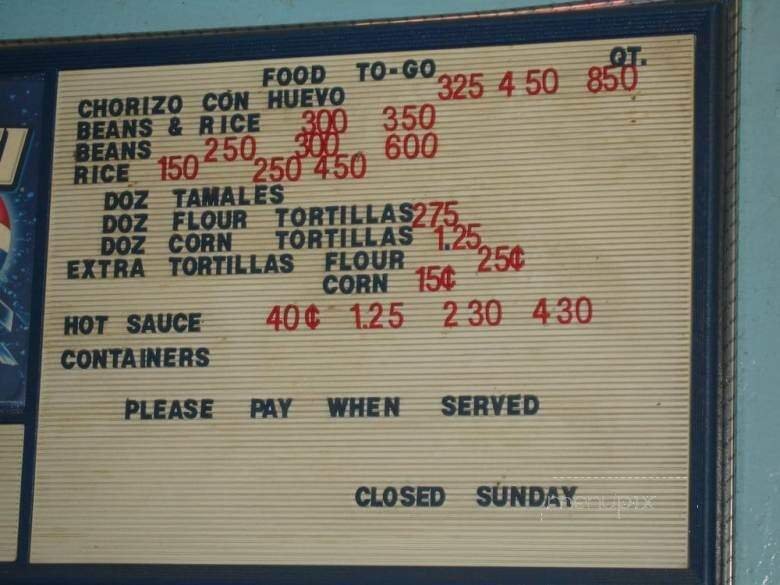 FOOD TO-GO QT.
CHORIZO CON HUEVO 325 4 50 850
BEANS & RICE 300 350
BEANS 250 300 600
RICE 150 250 450
DOZ TAMALES
DOZ FLOUR TORTILLAS 275
DOZ CORN TORTILLAS 1.25
EXTRA TORTILLAS FLOUR 25¢
CORN 15¢
HOT SAUCE 40¢ 1.25 2 30 4 30
CONTAINERS
PLEASE PAY WHEN SERVED
CLOSED SUNDAY
menupix